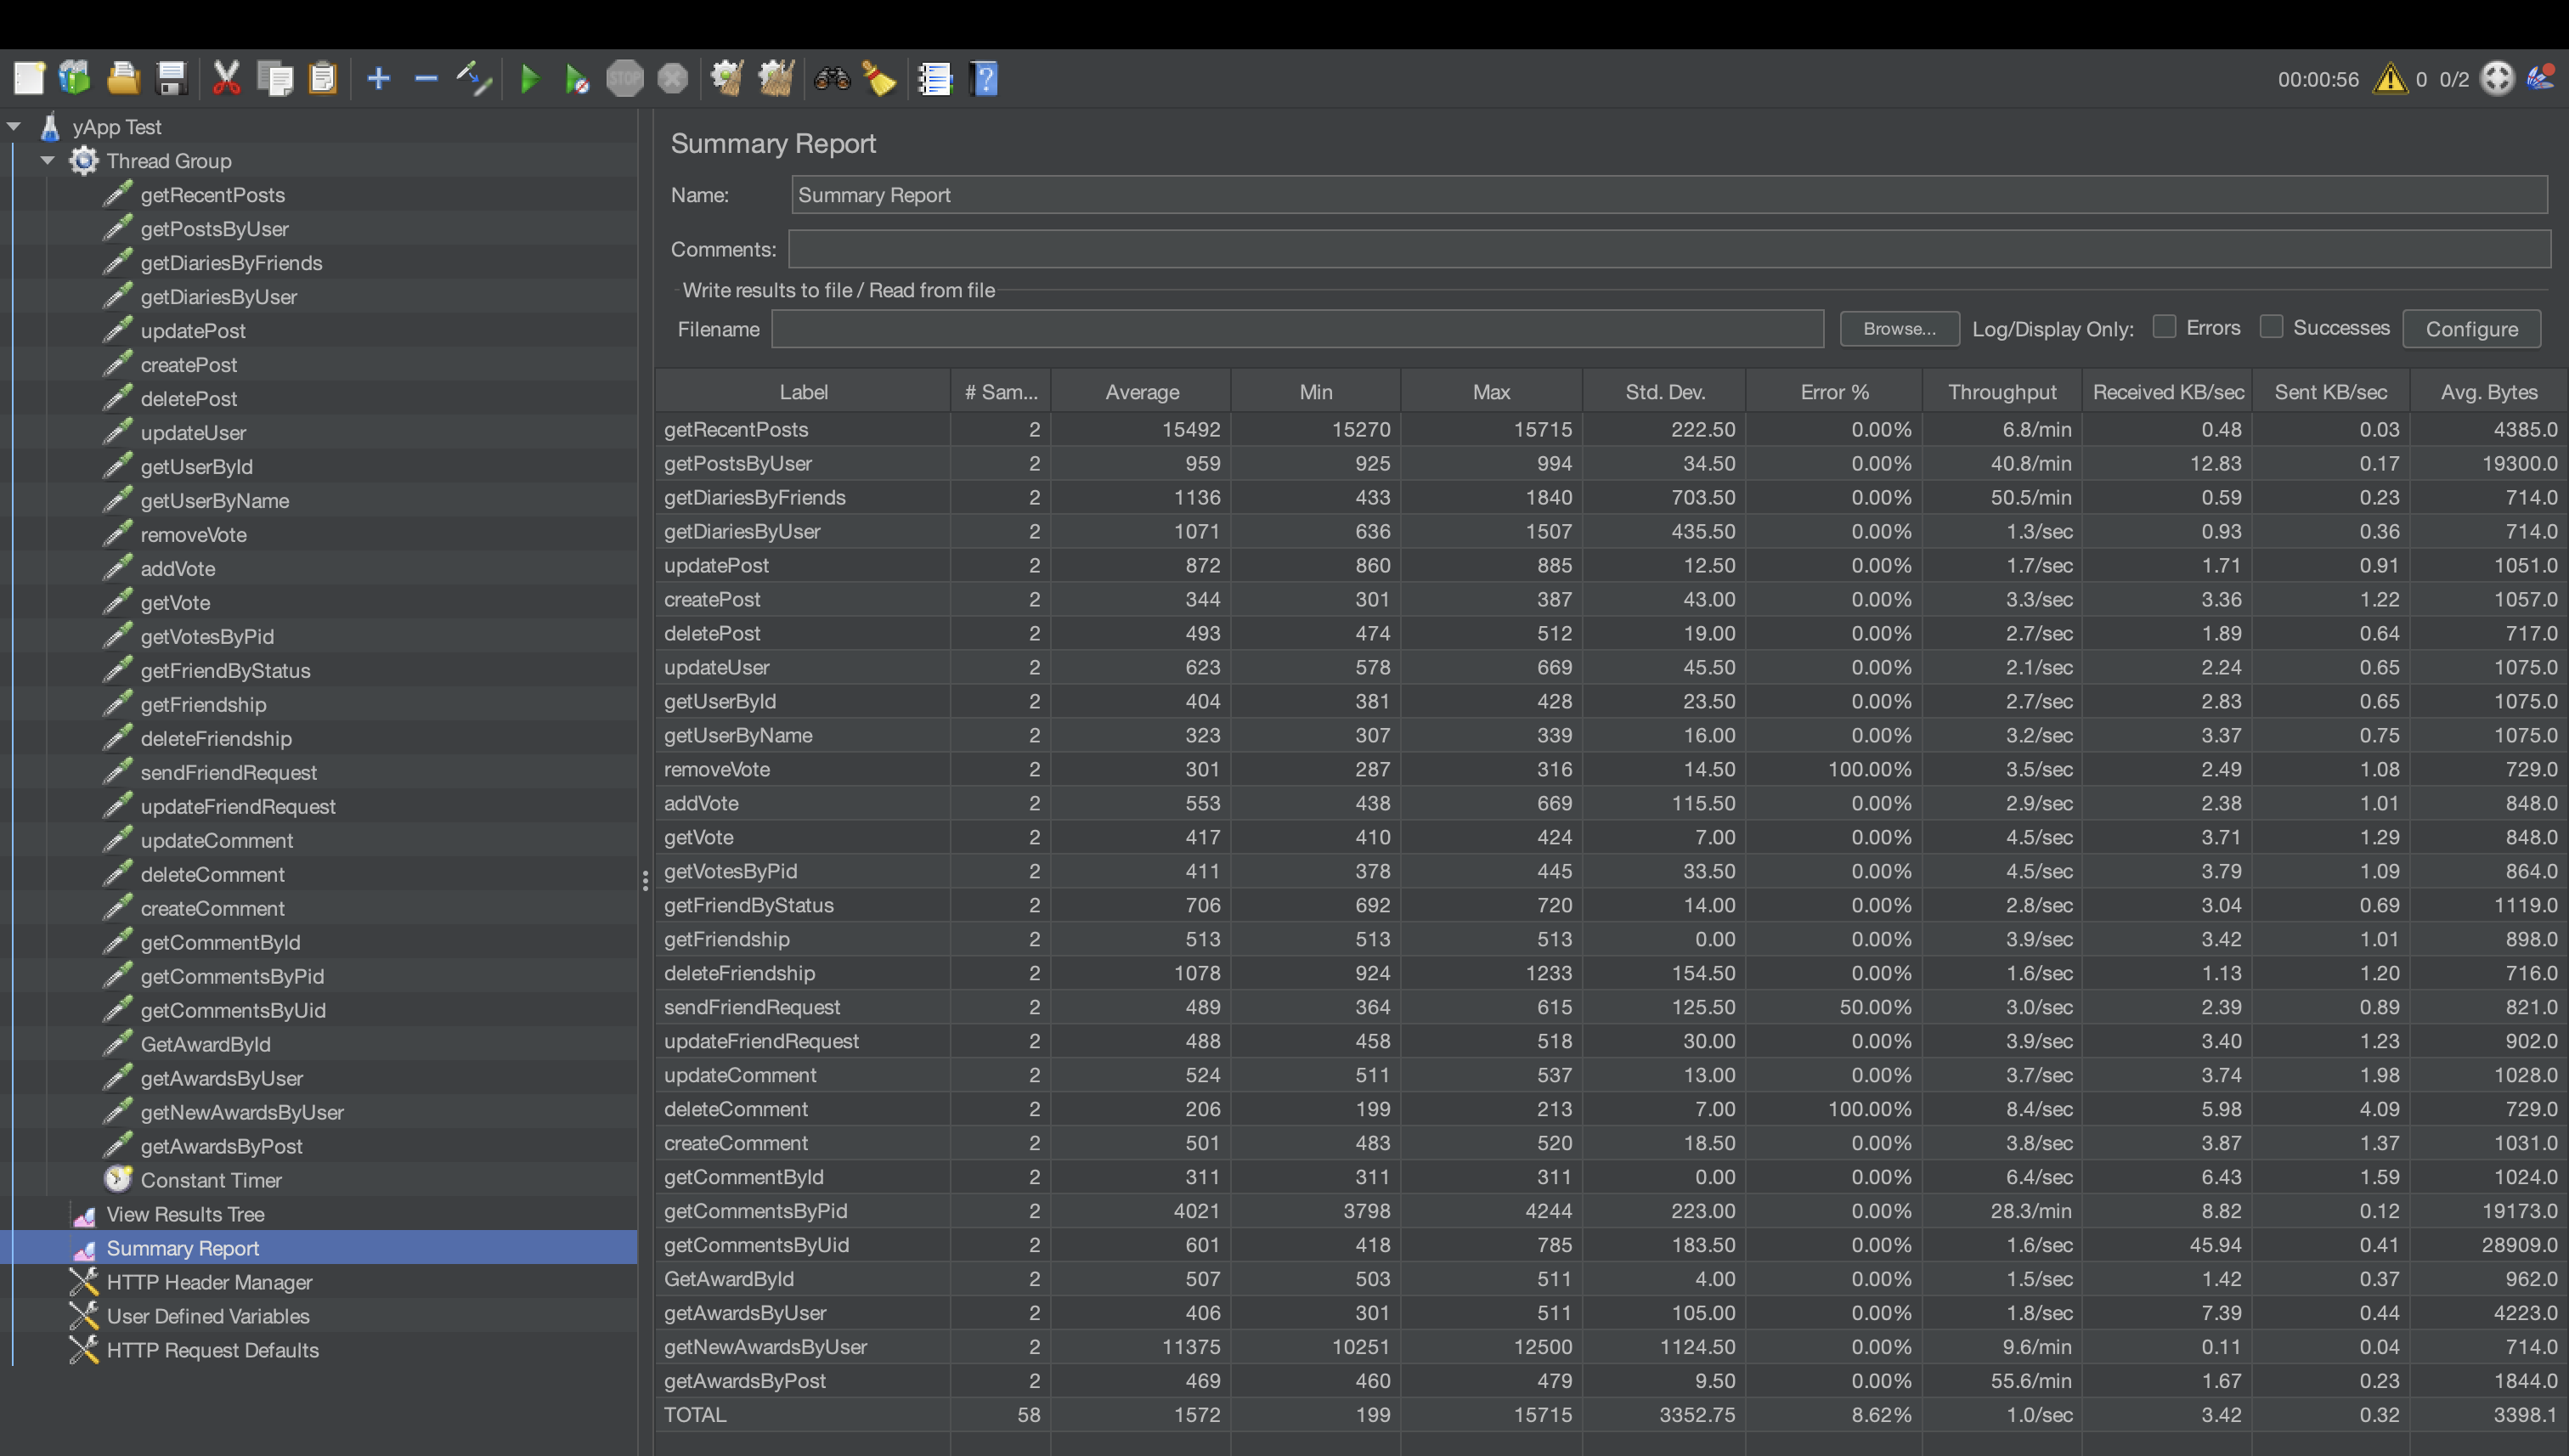 STOP
00:00:56 0 0/2
yApp Test
Thread Group
getRecentPosts
getPostsByUser
getDiariesByFriends
getDiariesByUser
updatePost
createPost
deletePost
updateUser
getUserById
getUserByName
removeVote
addVote
getVote
getVotesByPid
getFriendByStatus
getFriendship
deleteFriendship
sendFriendRequest
updateFriendRequest
updateComment
deleteComment
createComment
getCommentById
getCommentsByPid
getCommentsByUid
GetAwardById
getAwardsByUser
getNewAwardsByUser
getAwardsByPost
Constant Timer
View Results Tree
Summary Report
HTTP Header Manager
User Defined Variables
HTTP Request Defaults
Summary Report
Name: Summary Report
Comments:
Write results to file / Read from file
Filename Browse... Log/Display Only: Errors Successes Configure
Label # Sam... Average Min Max Std. Dev. Error % Throughput Received KB/sec Sent KB/sec Avg. Bytes
getRecentPosts 2 15492 15270 15715 222.50 0.00% 6.8/min 0.48 0.03 4385.0
getPostsByUser 2 959 925 994 34.50 0.00% 40.8/min 12.83 0.17 19300.0
getDiariesByFriends 2 1136 433 1840 703.50 0.00% 50.5/min 0.59 0.23 714.0
getDiariesByUser 2 1071 636 1507 435.50 0.00% 1.3/sec 0.93 0.36 714.0
updatePost 2 872 860 885 12.50 0.00% 1.7/sec 1.71 0.91 1051.0
createPost 2 344 301 387 43.00 0.00% 3.3/sec 3.36 1.22 1057.0
deletePost 2 493 474 512 19.00 0.00% 2.7/sec 1.89 0.64 717.0
updateUser 2 623 578 669 45.50 0.00% 2.1/sec 2.24 0.65 1075.0
getUserById 2 404 381 428 23.50 0.00% 2.7/sec 2.83 0.65 1075.0
getUserByName 2 323 307 339 16.00 0.00% 3.2/sec 3.37 0.75 1075.0
removeVote 2 301 287 316 14.50 100.00% 3.5/sec 2.49 1.08 729.0
addVote 2 553 438 669 115.50 0.00% 2.9/sec 2.38 1.01 848.0
getVote 2 417 410 424 7.00 0.00% 4.5/sec 3.71 1.29 848.0
getVotesByPid 2 411 378 445 33.50 0.00% 4.5/sec 3.79 1.09 864.0
getFriendByStatus 2 706 692 720 14.00 0.00% 2.8/sec 3.04 0.69 1119.0
getFriendship 2 513 513 513 0.00 0.00% 3.9/sec 3.42 1.01 898.0
deleteFriendship 2 1078 924 1233 154.50 0.00% 1.6/sec 1.13 1.20 716.0
sendFriendRequest 2 489 364 615 125.50 50.00% 3.0/sec 2.39 0.89 821.0
updateFriendRequest 2 488 458 518 30.00 0.00% 3.9/sec 3.40 1.23 902.0
updateComment 2 524 511 537 13.00 0.00% 3.7/sec 3.74 1.98 1028.0
deleteComment 2 206 199 213 7.00 100.00% 8.4/sec 5.98 4.09 729.0
createComment 2 501 483 520 18.50 0.00% 3.8/sec 3.87 1.37 1031.0
getCommentById 2 311 311 311 0.00 0.00% 6.4/sec 6.43 1.59 1024.0
getCommentsByPid 2 4021 3798 4244 223.00 0.00% 28.3/min 8.82 0.12 19173.0
getCommentsByUid 2 601 418 785 183.50 0.00% 1.6/sec 45.94 0.41 28909.0
GetAwardById 2 507 503 511 4.00 0.00% 1.5/sec 1.42 0.37 962.0
getAwardsByUser 2 406 301 511 105.00 0.00% 1.8/sec 7.39 0.44 4223.0
getNewAwardsByUser 2 11375 10251 12500 1124.50 0.00% 9.6/min 0.11 0.04 714.0
getAwardsByPost 2 469 460 479 9.50 0.00% 55.6/min 1.67 0.23 1844.0
TOTAL 58 1572 199 15715 3352.75 8.62% 1.0/sec 3.42 0.32 3398.1